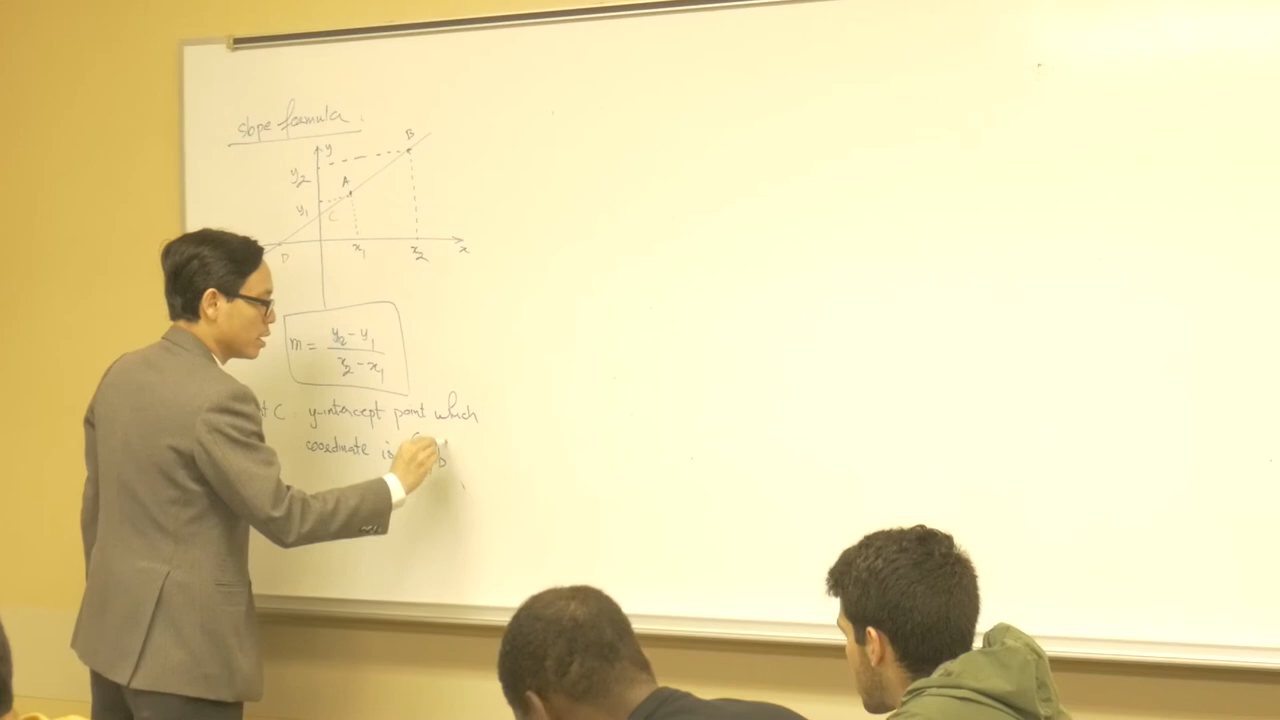 slope formula.
B
y
y2
A
y1
C
D
x1
x2
x
m = y2 - y1
x2 - x1
C y-intercept point which
coordinate is
b